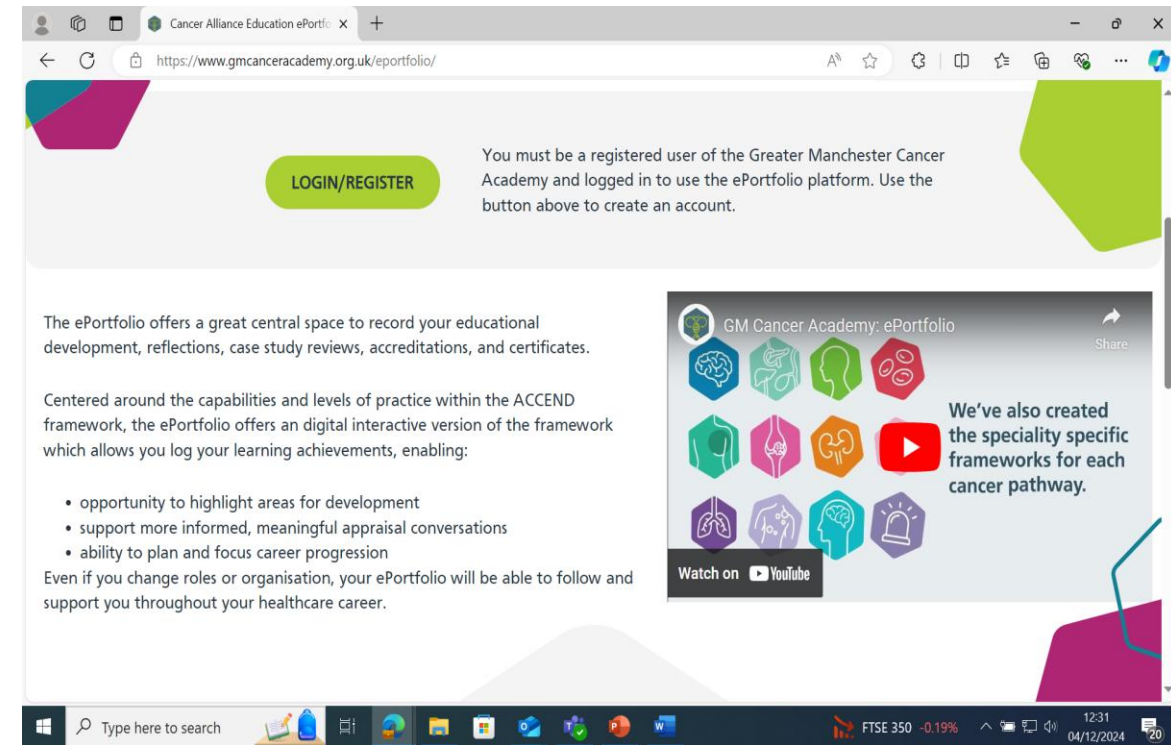 Cancer Alliance Education ePortfo
https://www.gmcanceracademy.org.uk/eportfolio/
LOGIN/REGISTER
You must be a registered user of the Greater Manchester Cancer
Academy and logged in to use the ePortfolio platform. Use the
button above to create an account.
The ePortfolio offers a great central space to record your educational
development, reflections, case study reviews, accreditations, and certificates.
Centered around the capabilities and levels of practice within the ACCEND
framework, the ePortfolio offers an digital interactive version of the framework
which allows you log your learning achievements, enabling:
• opportunity to highlight areas for development
• support more informed, meaningful appraisal conversations
• ability to plan and focus career progression
Even if you change roles or organisation, your ePortfolio will be able to follow and
support you throughout your healthcare career.
GM Cancer Academy: ePortfolio
Share
We've also created
the speciality specific
frameworks for each
cancer pathway.
Watch on YouTube
Type here to search
FTSE 350 -0.19%
12:31
04/12/2024
20